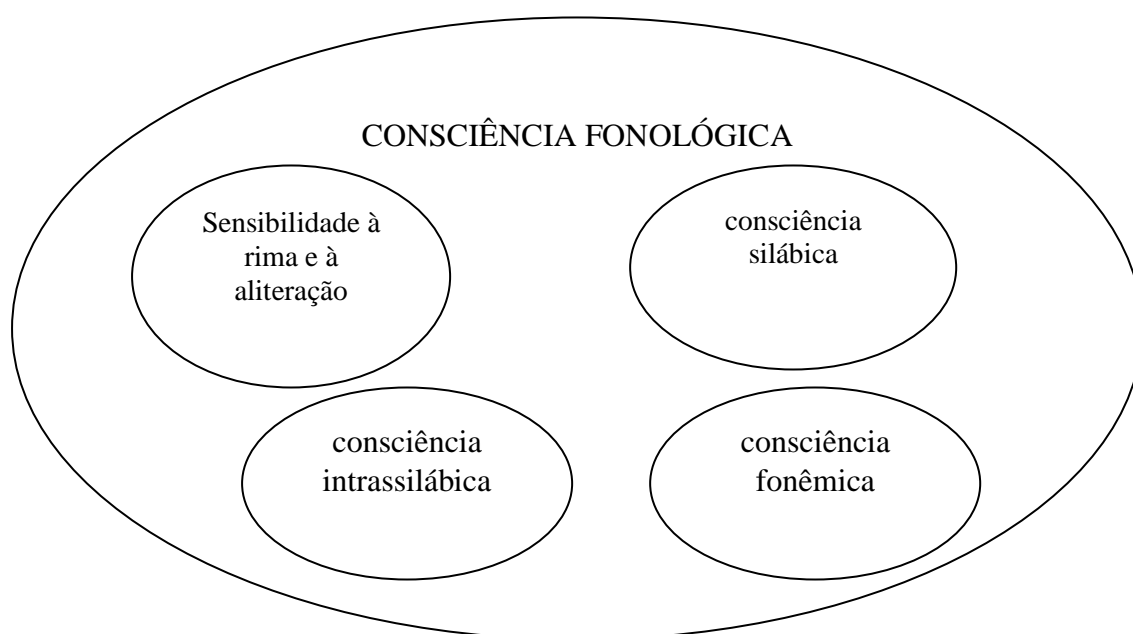 CONSCIÊNCIA FONOLÓGICA
Sensibilidade à
rima e à
aliteração
consciência
silábica
consciência
intrassilábica
consciência
fonêmica